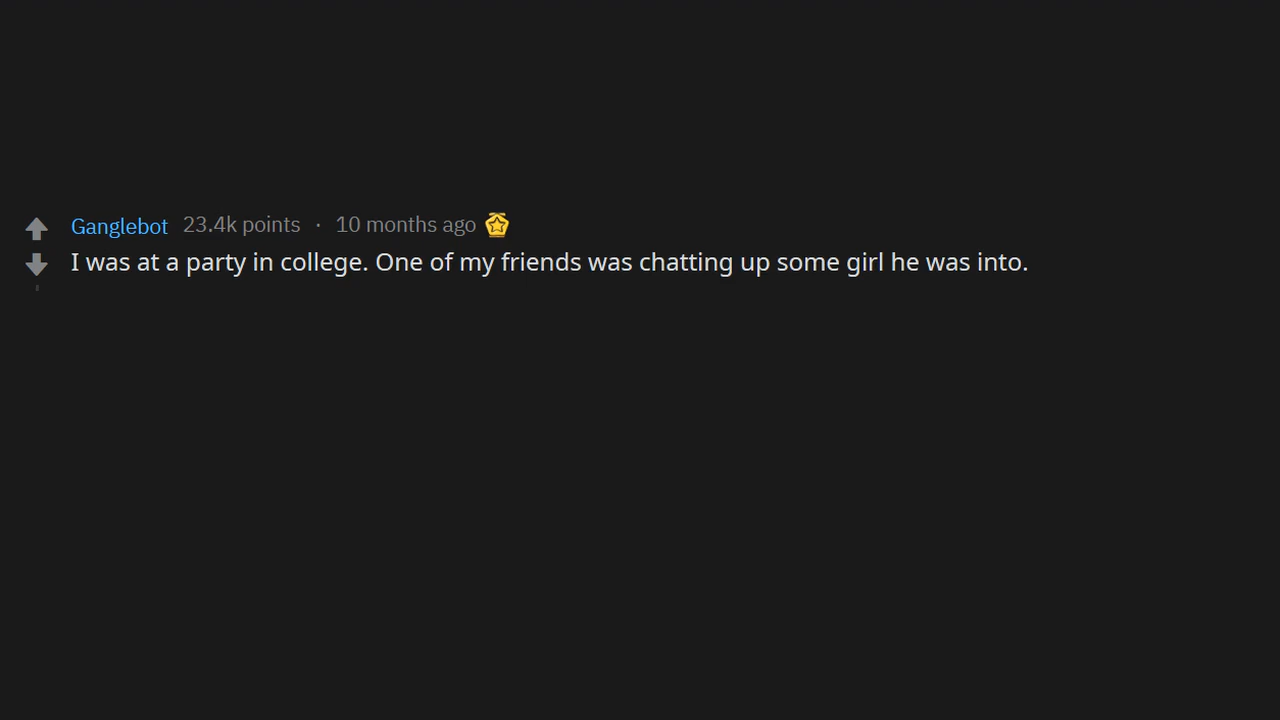 Ganglebot 23.4k points · 10 months ago
I was at a party in college. One of my friends was chatting up some girl he was into.